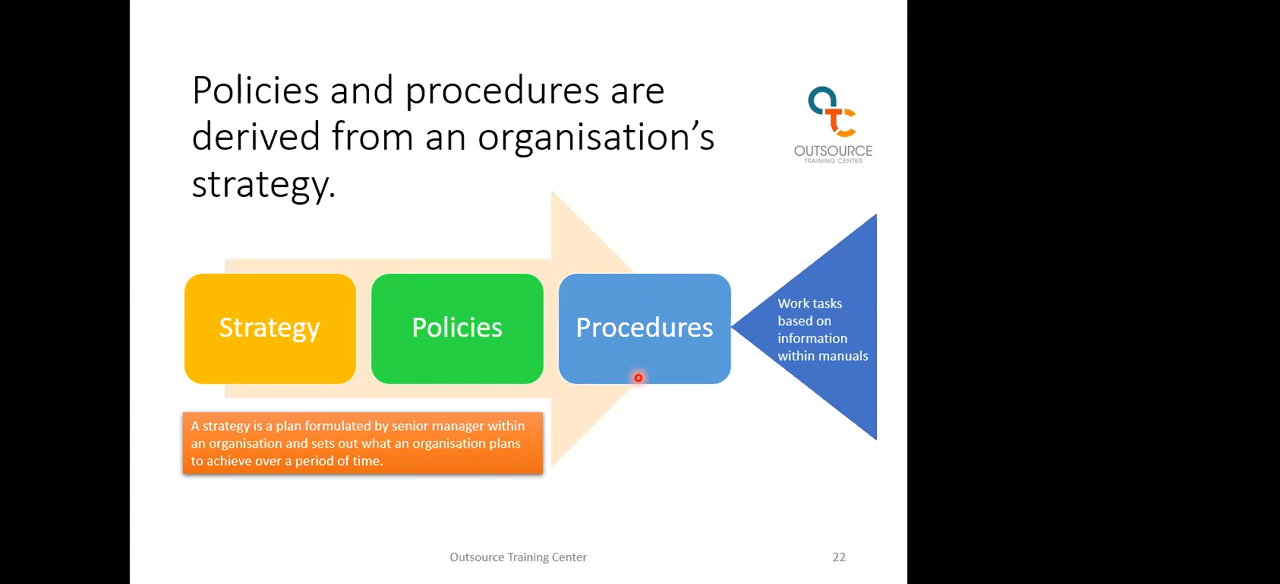 Policies and procedures are
derived from an organisation's
strategy.
OTC
OUTSOURCE
TRAINING CENTER
Strategy
Policies
Procedures
Work tasks
based on
information
within manuals
A strategy is a plan formulated by senior manager within
an organisation and sets out what an organisation plans
to achieve over a period of time.
Outsource Training Center
22